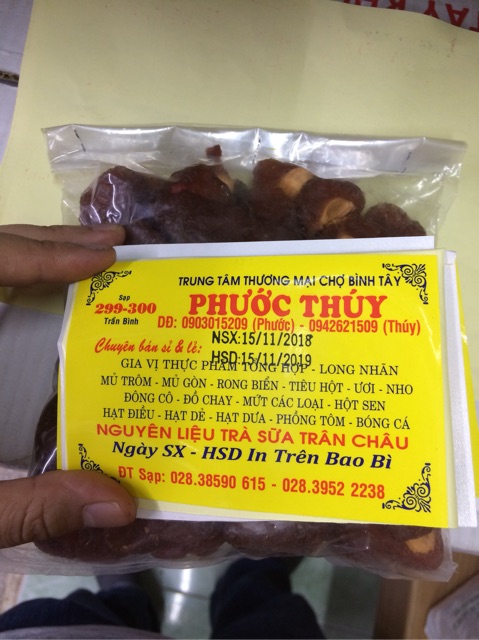 TRUNG TÂM THƯƠNG MẠI CHỢ BÌNH TÂY
Sạp
299-300
Trần Bình
PHƯỚC THỦY
DĐ: 0903015209 (Phước) - 0942621509 (Thúy)
NSX:15/11/2018
Chuyên bán sỉ & lẻ:
HSD:15/11/2019
GIA VỊ THỰC PHẨM TỔNG HỢP - LONG NHÃN
MỦ TRÔM - MỦ GÒN - RONG BIỂN - TIÊU HỘT - ƯƠI - NHO
ĐÔNG CÔ - ĐỒ CHAY - MỨT CÁC LOẠI - HỘT SEN
HẠT ĐIỀU - HẠT DẺ - HẠT DƯA - PHỒNG TÔM - BÓNG CÁ
NGUYÊN LIỆU TRÀ SỮA TRÂN CHÂU
Ngày SX - HSD In Trên Bao Bì
ĐT Sạp: 028.38590 615 - 028.3952 2238